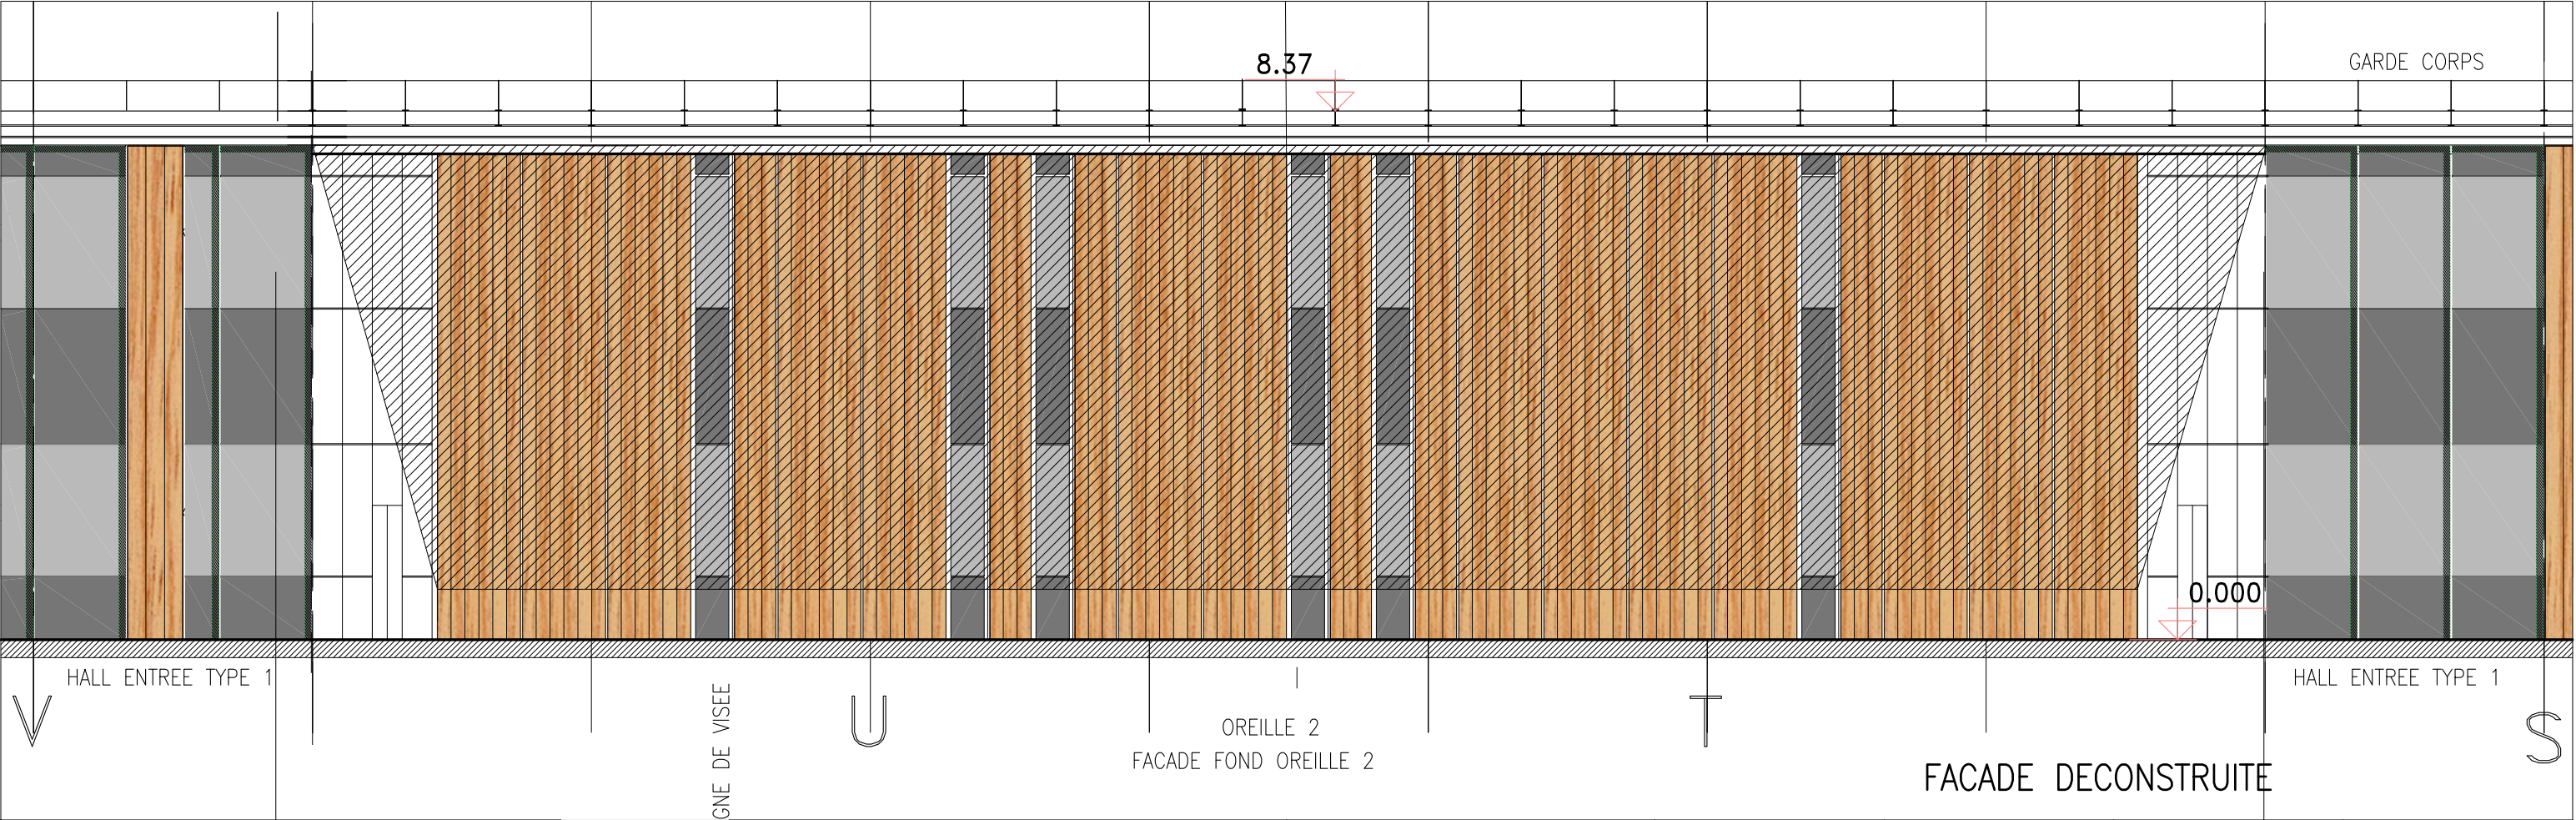 GARDE CORPS
8.37
0.000
HALL ENTREE TYPE 1
HALL ENTREE TYPE 1
V
U
T
S
GNE DE VISEE
OREILLE 2
FACADE FOND OREILLE 2
FACADE DECONSTRUITE